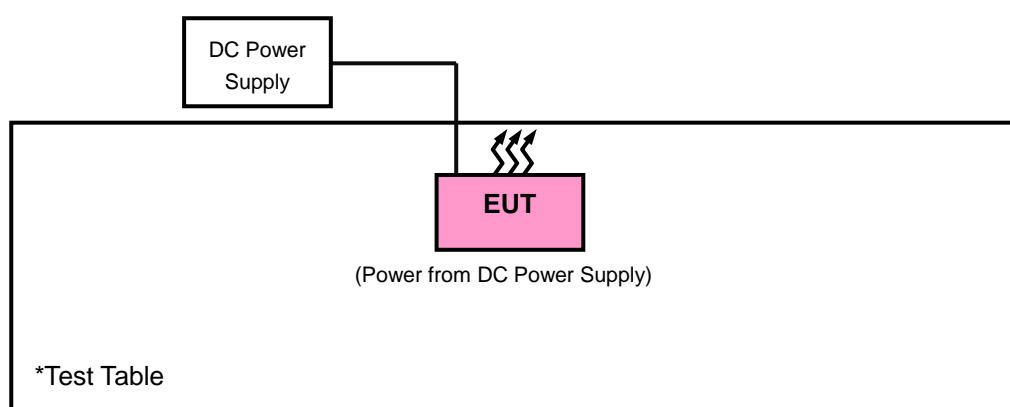 DC Power
Supply
EUT
(Power from DC Power Supply)
*Test Table